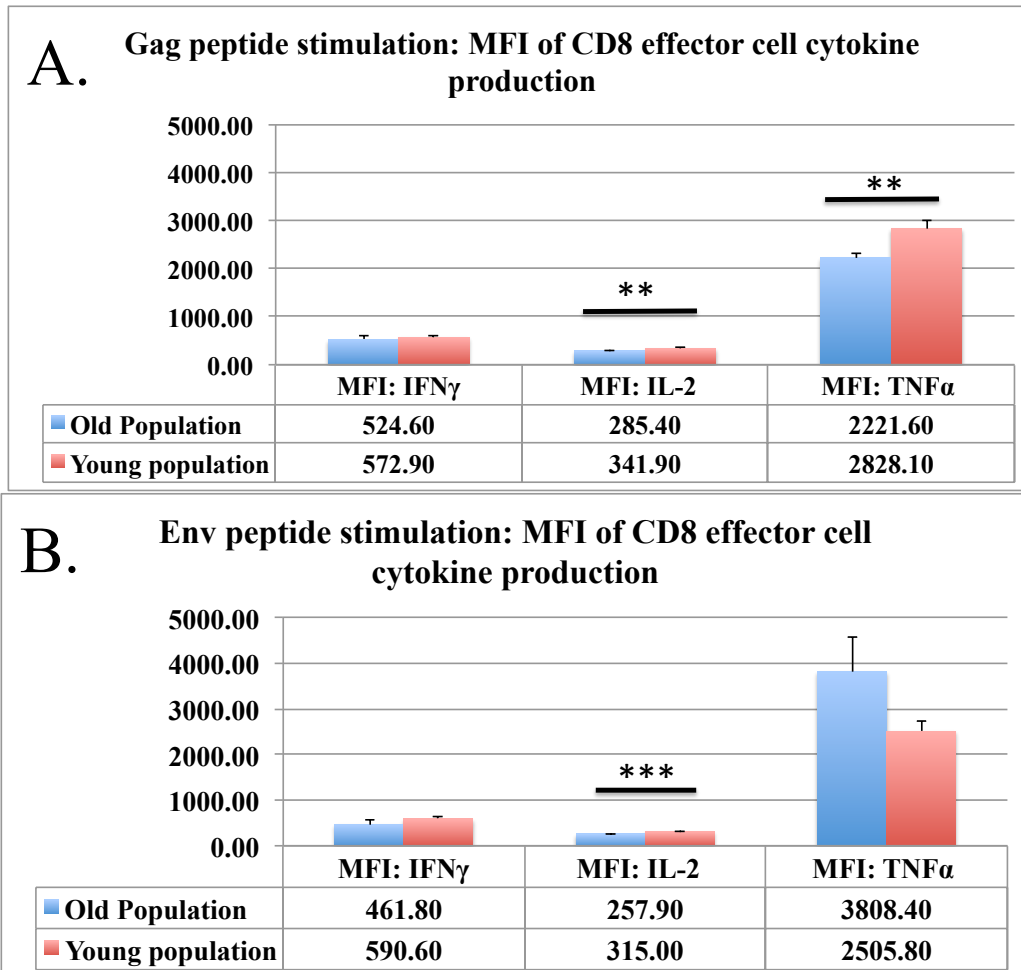 A.
Gag peptide stimulation: MFI of CD8 effector cell cytokine
production
5000.00
4000.00
3000.00
2000.00
1000.00
0.00
**
**
MFI: IFNγ MFI: IL-2 MFI: TNFα
Old Population 524.60 285.40 2221.60
Young population 572.90 341.90 2828.10
B.
Env peptide stimulation: MFI of CD8 effector cell
cytokine production
5000.00
4000.00
3000.00
2000.00
1000.00
0.00
***
MFI: IFNγ MFI: IL-2 MFI: TNFα
Old Population 461.80 257.90 3808.40
Young population 590.60 315.00 2505.80